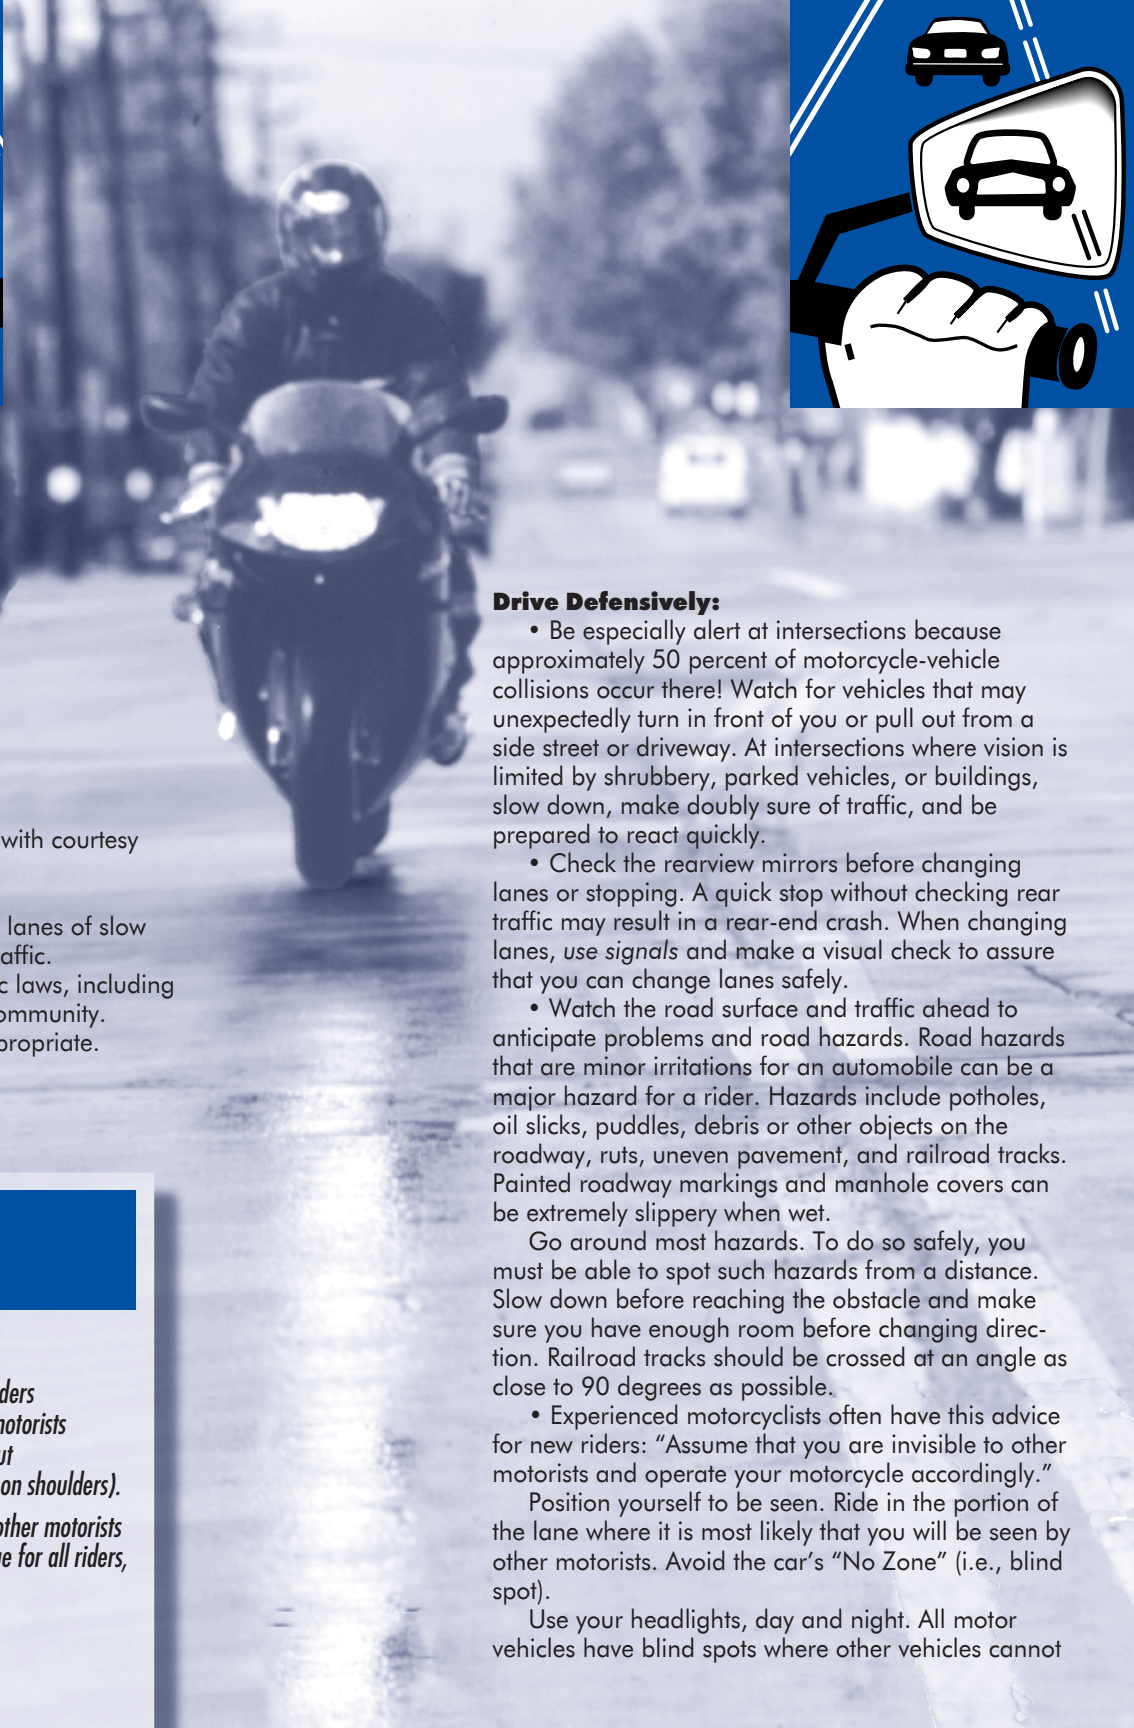 with courtesy
lanes of slow
affic.
c laws, including
ommunity.
propriate.
ders
motorists
ut
on shoulders).
other motorists
e for all riders,
Drive Defensively:
• Be especially alert at intersections because
approximately 50 percent of motorcycle-vehicle
collisions occur there! Watch for vehicles that may
unexpectedly turn in front of you or pull out from a
side street or driveway. At intersections where vision is
limited by shrubbery, parked vehicles, or buildings,
slow down, make doubly sure of traffic, and be
prepared to react quickly.
• Check the rearview mirrors before changing
lanes or stopping. A quick stop without checking rear
traffic may result in a rear-end crash. When changing
lanes, use signals and make a visual check to assure
that you can change lanes safely.
• Watch the road surface and traffic ahead to
anticipate problems and road hazards. Road hazards
that are minor irritations for an automobile can be a
major hazard for a rider. Hazards include potholes,
oil slicks, puddles, debris or other objects on the
roadway, ruts, uneven pavement, and railroad tracks.
Painted roadway markings and manhole covers can
be extremely slippery when wet.
Go around most hazards. To do so safely, you
must be able to spot such hazards from a distance.
Slow down before reaching the obstacle and make
sure you have enough room before changing direc-
tion. Railroad tracks should be crossed at an angle as
close to 90 degrees as possible.
• Experienced motorcyclists often have this advice
for new riders: “Assume that you are invisible to other
motorists and operate your motorcycle accordingly.”
Position yourself to be seen. Ride in the portion of
the lane where it is most likely that you will be seen by
other motorists. Avoid the car’s “No Zone” (i.e., blind
spot).
Use your headlights, day and night. All motor
vehicles have blind spots where other vehicles cannot